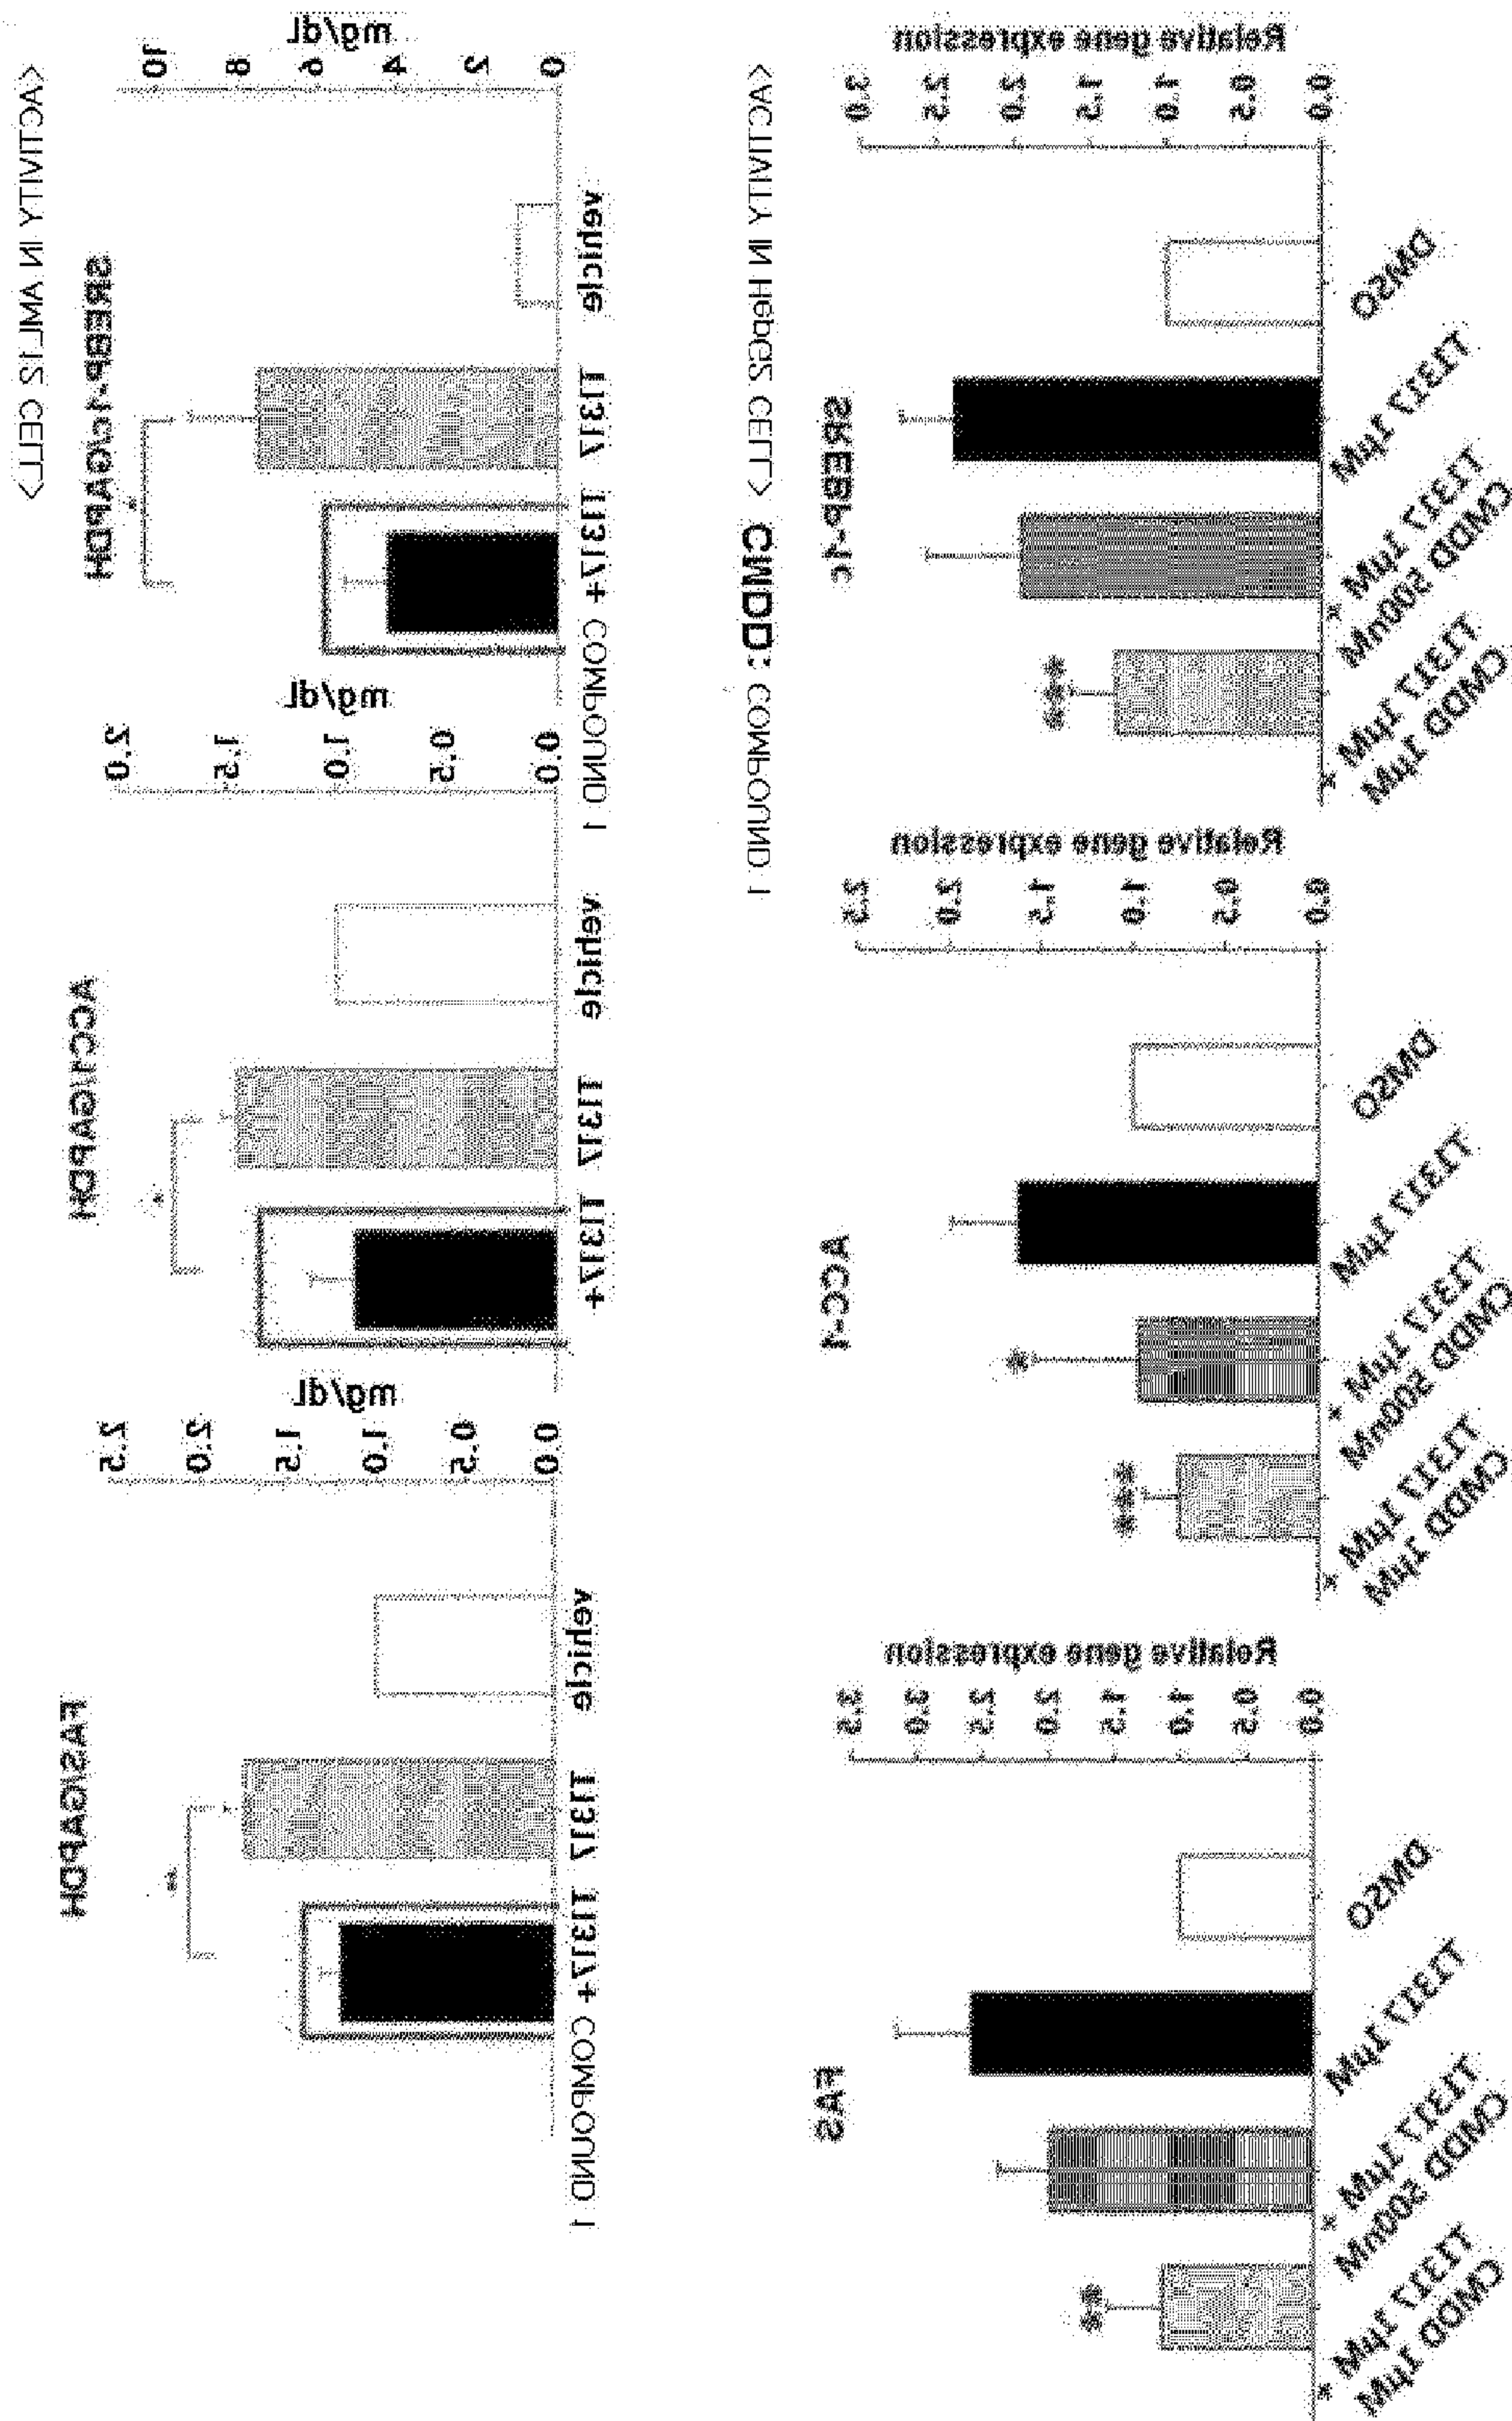 <ACTIVITY IN AML12 CELL>
SREBP-1c/GAPDH
*
mg/dL
10
8
6
4
2
0
vehicle
T1317
T1317+ COMPOUND 1
ACC1/GAPDH
*
mg/dL
2.0
1.5
1.0
0.5
0.0
vehicle
T1317
T1317+
FAS/GAPDH
**
mg/dL
2.5
2.0
1.5
1.0
0.5
0.0
vehicle
T1317
T1317+ COMPOUND 1
<ACTIVITY IN HepG2 CELL> CMDD: COMPOUND 1
SREBP-1c
Relative gene expression
3.0
2.5
2.0
1.5
1.0
0.5
0.0
***
DMSO
T1317 1μM
T1317 1μM +
CMDD 500nM
T1317 1μM +
CMDD 1μM
ACC-1
Relative gene expression
2.5
2.0
1.5
1.0
0.5
0.0
*
***
DMSO
T1317 1μM
T1317 1μM +
CMDD 500nM
T1317 1μM +
CMDD 1μM
FAS
Relative gene expression
3.5
3.0
2.5
2.0
1.5
1.0
0.5
0.0
**
DMSO
T1317 1μM
T1317 1μM +
CMDD 500nM
T1317 1μM +
CMDD 1μM